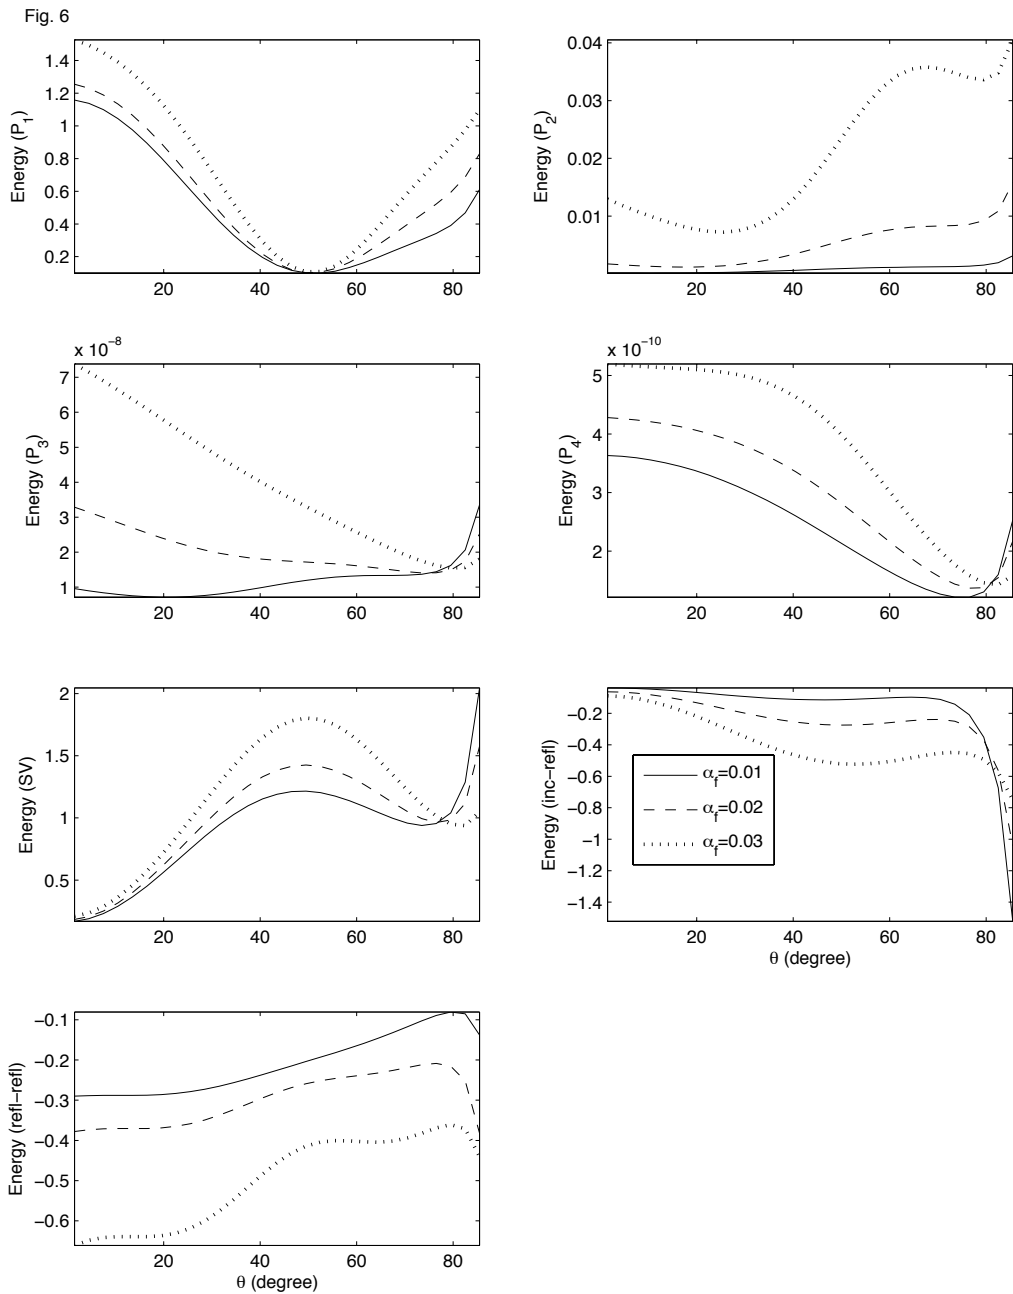 Fig. 6
1.4
1.2
1
0.8
0.6
0.4
0.2
20 40 60 80
Energy (P1)
0.04
0.03
0.02
0.01
20 40 60 80
Energy (P2)
x 10−8
7
6
5
4
3
2
1
20 40 60 80
Energy (P3)
x 10−10
5
4
3
2
20 40 60 80
Energy (P4)
2
1.5
1
0.5
20 40 60 80
Energy (SV)
−0.2
−0.4
−0.6
−0.8
−1
−1.2
−1.4
20 40 60 80
Energy (inc−refl)
θ (degree)
αf=0.01
αf=0.02
αf=0.03
−0.1
−0.2
−0.3
−0.4
−0.5
−0.6
20 40 60 80
Energy (refl−refl)
θ (degree)